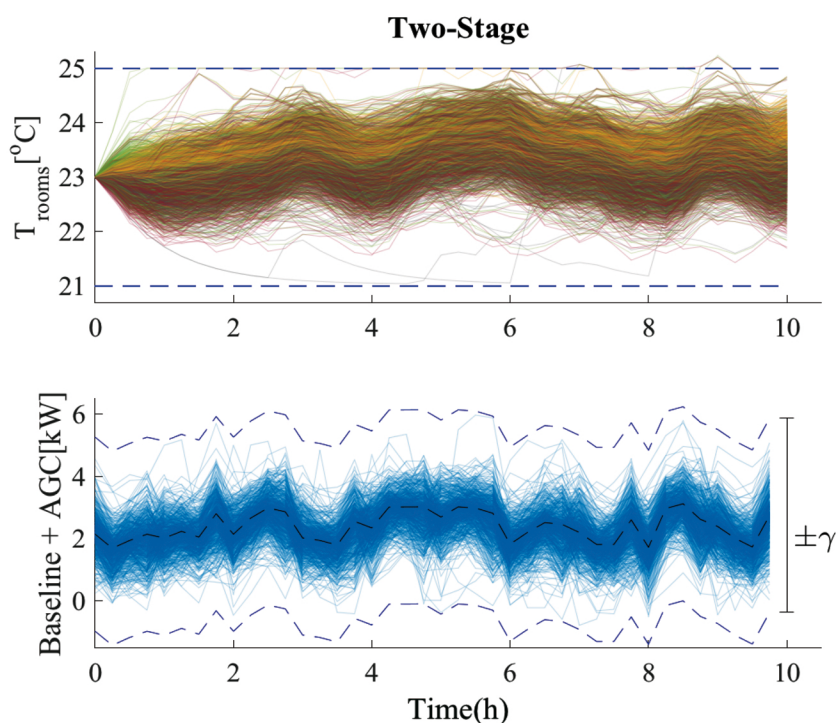 Two-Stage
T_rooms[°C]
25
24
23
22
21
0 2 4 6 8 10
Baseline + AGC[kW]
6
4
2
0
±γ
0 2 4 6 8 10
Time(h)